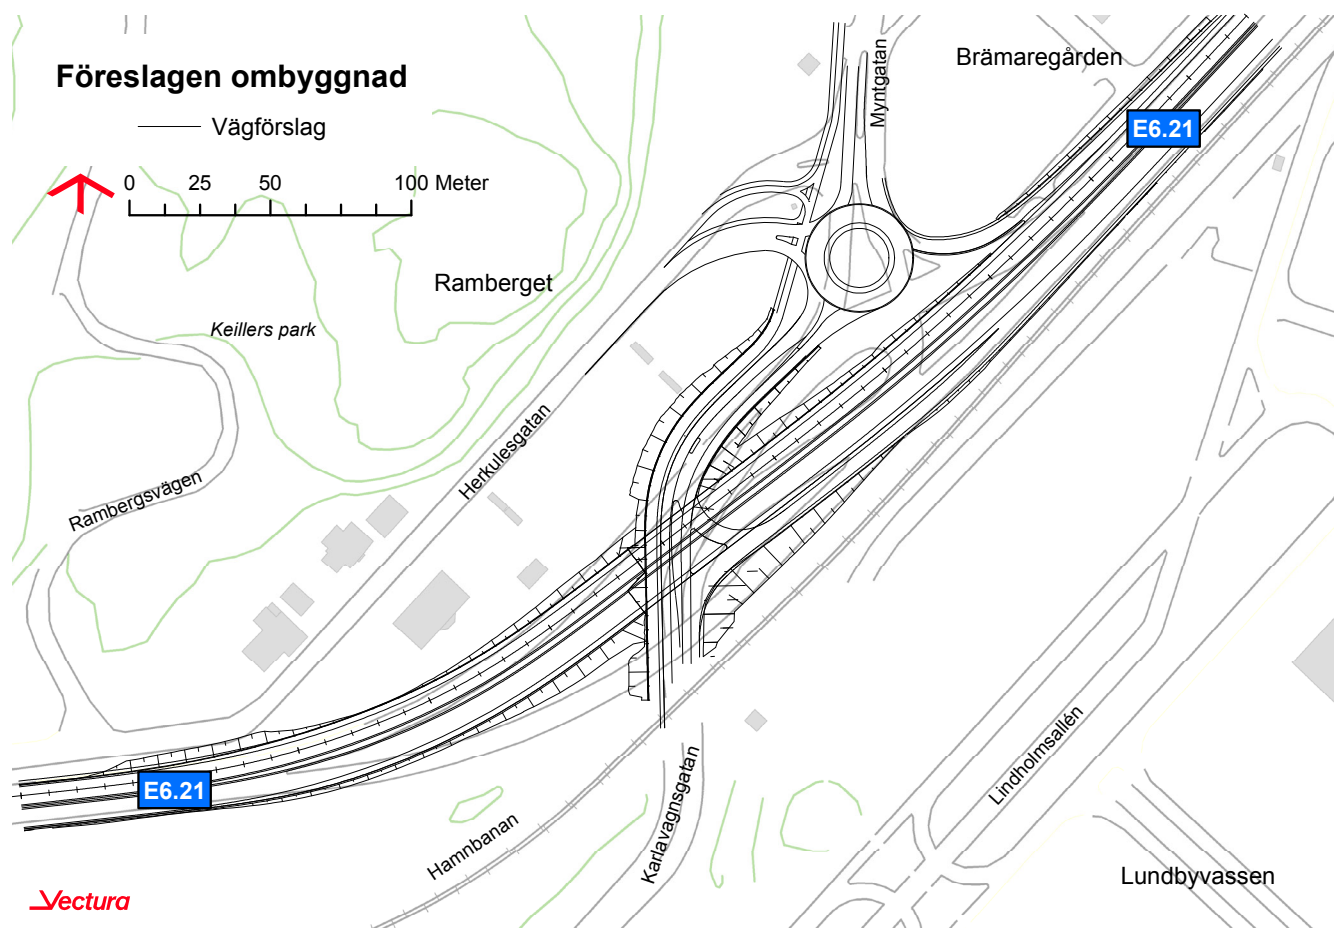 Föreslagen ombyggnad
Vägförslag
0 25 50 100 Meter
Myntgatan
Brämaregården
E6.21
Ramberget
Keillers park
Herkulesgatan
Rambergsvägen
E6.21
Hamnbanan
Karlavagnsgatan
Lindholmsallén
Lundbyvassen
Vectura